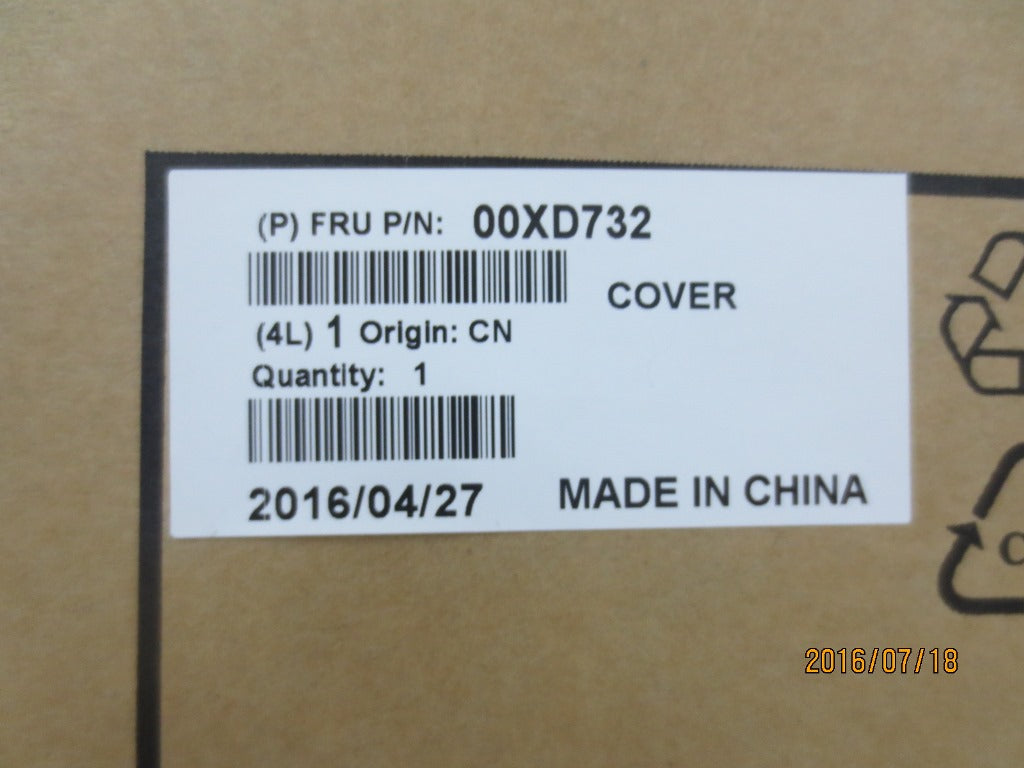 (P) FRU P/N: 00XD732
COVER
(4L) 1 Origin: CN
Quantity: 1
2016/04/27 MADE IN CHINA
2016/07/18